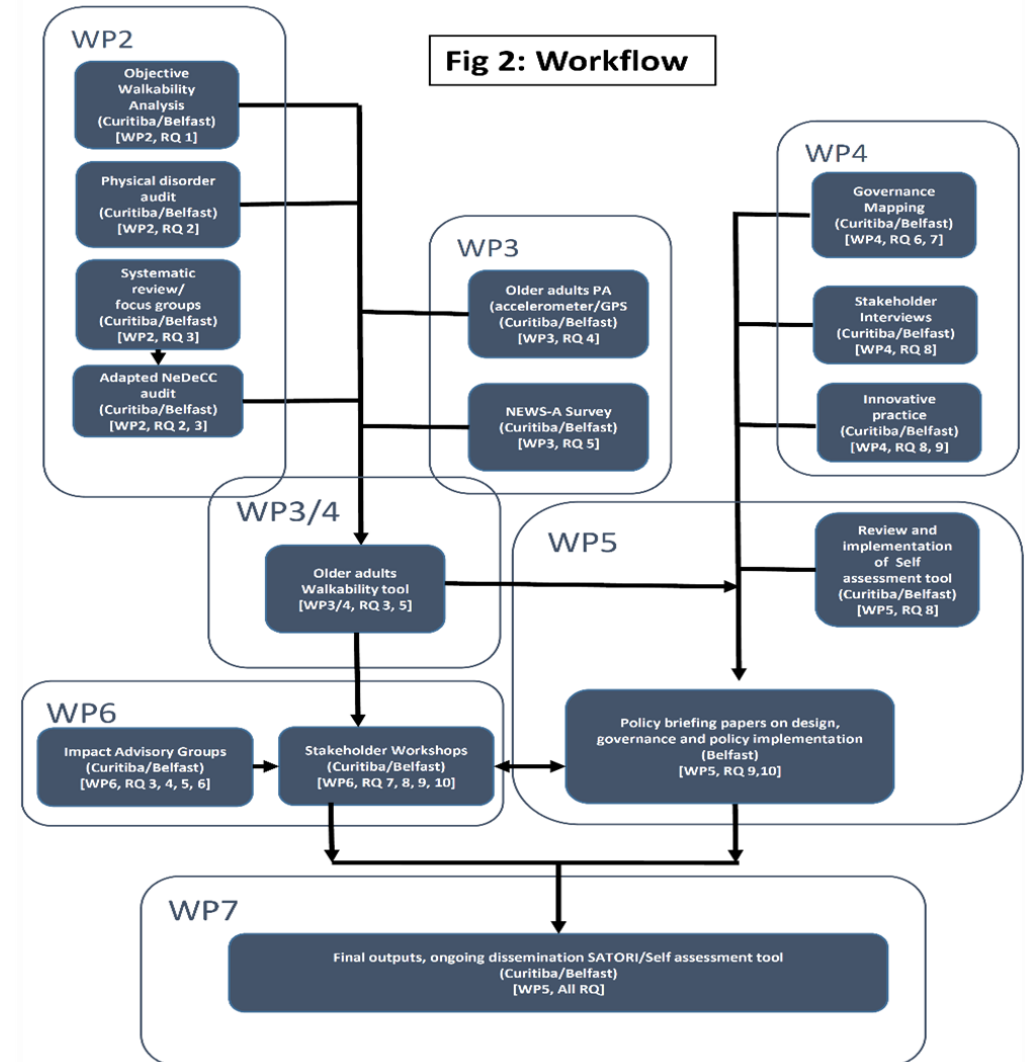 WP2
Fig 2: Workflow
Objective
Walkability
Analysis
(Curitiba/Belfast)
[WP2, RQ 1]
Physical disorder
audit
(Curitiba/Belfast)
[WP2, RQ 2]
Systematic
review/
focus groups
(Curitiba/Belfast)
[WP2, RQ 3]
Adapted NeDeCC
audit
(Curitiba/Belfast)
[WP2, RQ 2, 3]
WP3
Older adults PA
(accelerometer/GPS
(Curitiba/Belfast)
[WP3, RQ 4]
NEWS-A Survey
(Curitiba/Belfast)
[WP3, RQ 5]
WP4
Governance
Mapping
(Curitiba/Belfast)
[WP4, RQ 6, 7]
Stakeholder
Interviews
(Curitiba/Belfast)
[WP4, RQ 8]
Innovative
practice
(Curitiba/Belfast)
[WP4, RQ 8, 9]
WP3/4
Older adults
Walkability tool
[WP3/4, RQ 3, 5]
WP5
Review and
implementation
of Self
assessment tool
(Curitiba/Belfast)
[WP5, RQ 8]
Policy briefing papers on design,
governance and policy implementation
(Belfast)
[WP5, RQ 9,10]
WP6
Impact Advisory Groups
(Curitiba/Belfast)
[WP6, RQ 3, 4, 5, 6]
Stakeholder Workshops
(Curitiba/Belfast)
[WP6, RQ 7, 8, 9, 10]
WP7
Final outputs, ongoing dissemination SATORI/Self assessment tool
(Curitiba/Belfast)
[WP5, All RQ]